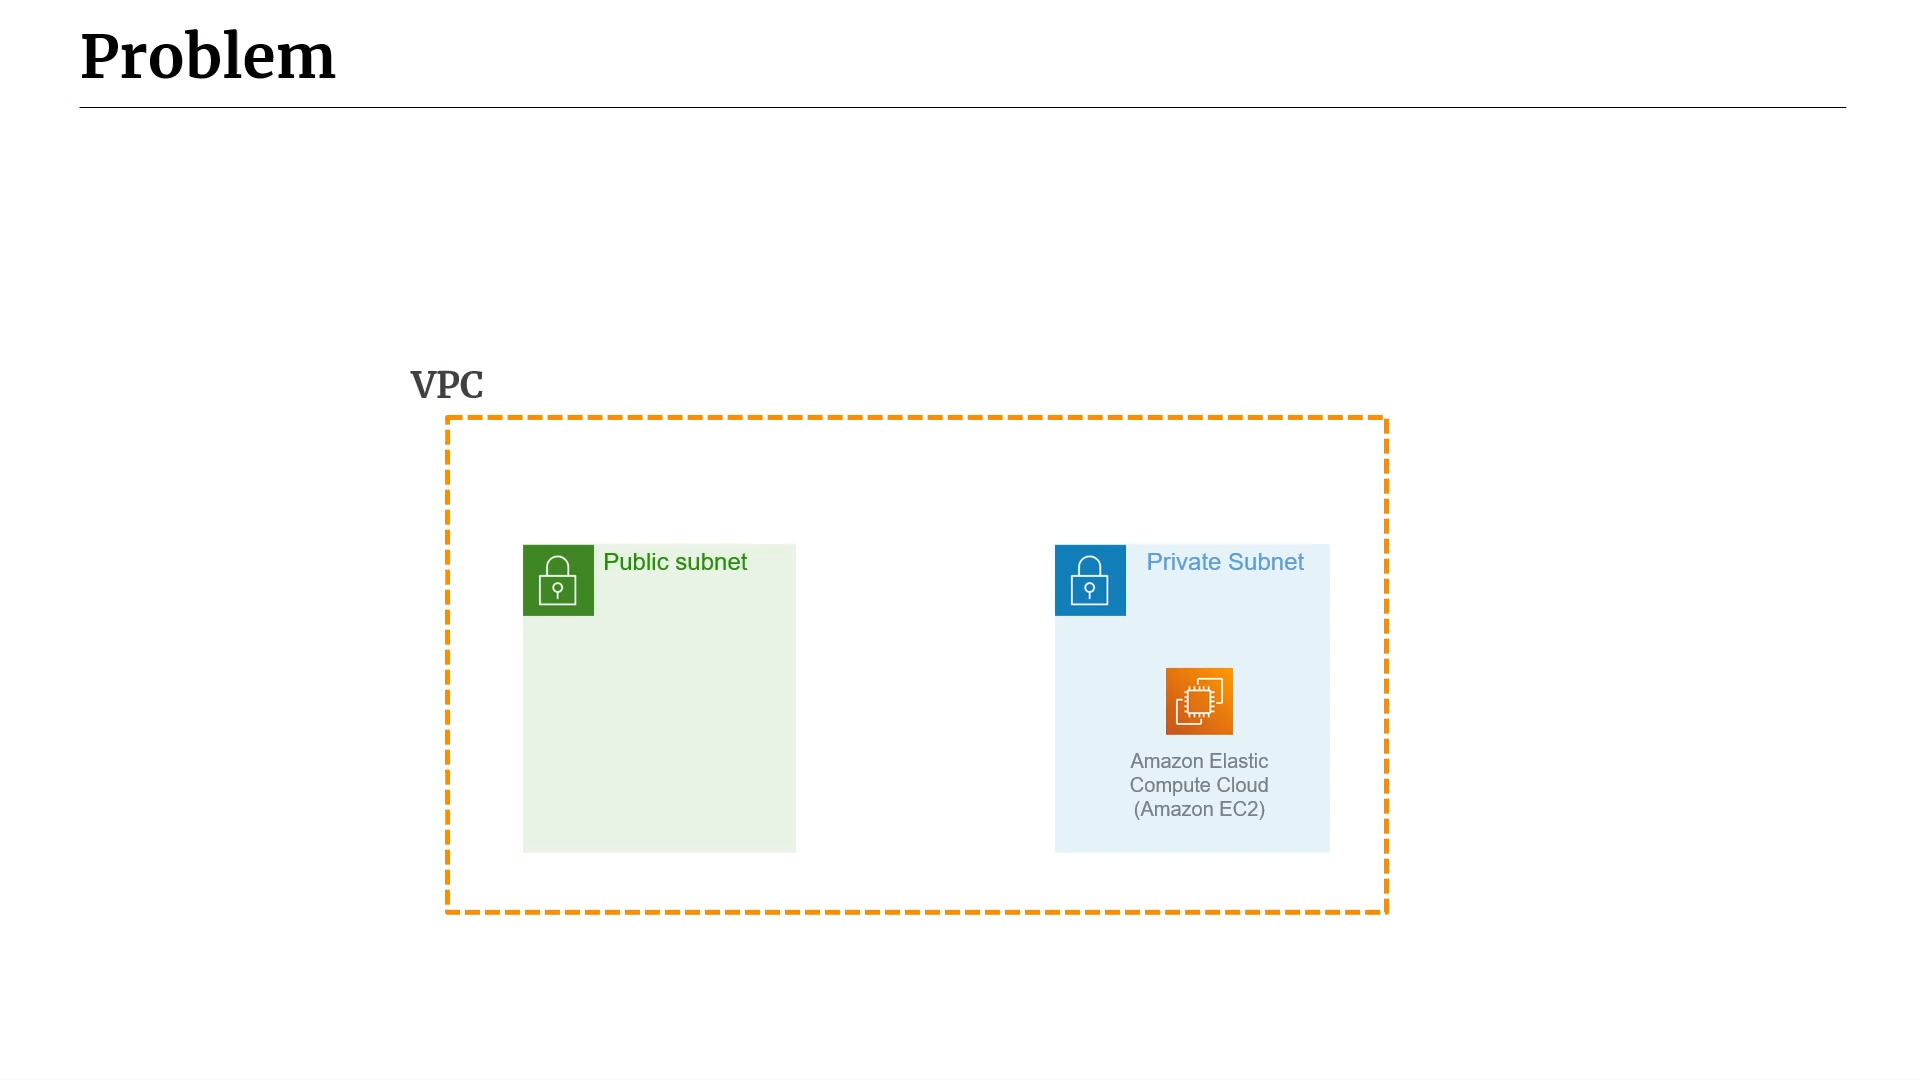 Problem
VPC
Public subnet
Private Subnet
Amazon Elastic
Compute Cloud
(Amazon EC2)